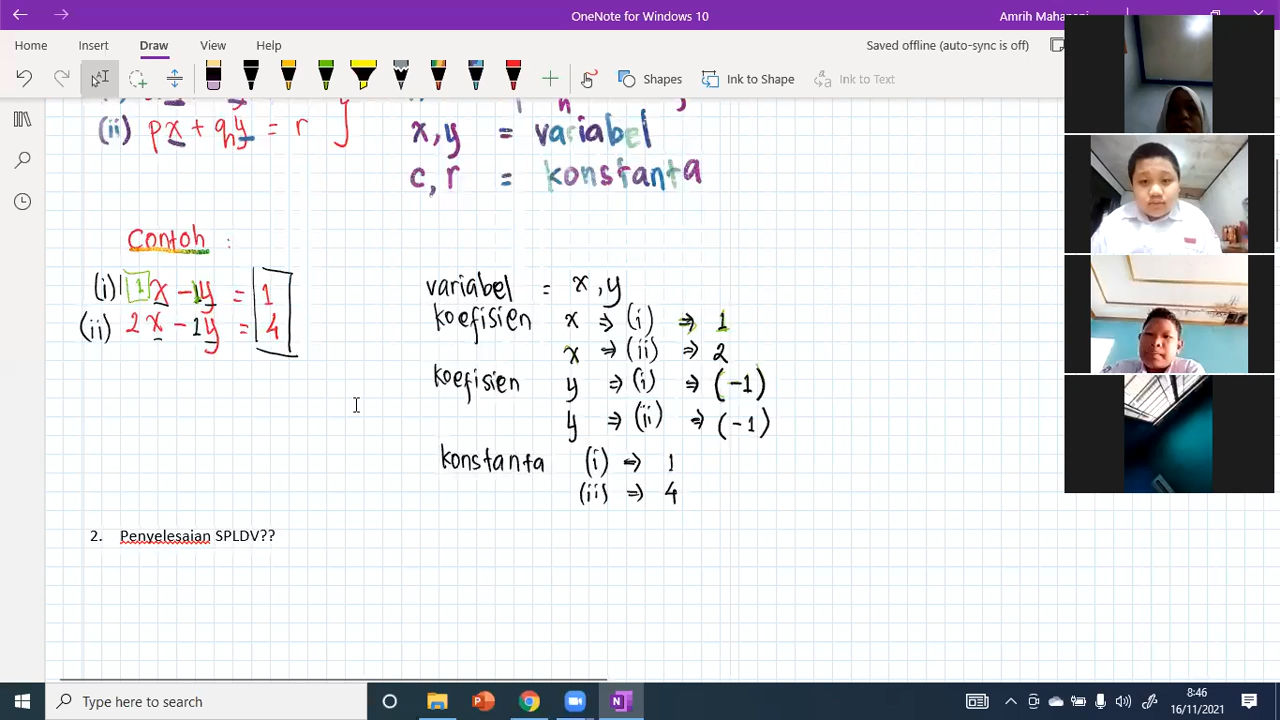 OneNote for Windows 10
Amrih Mahan
Home Insert Draw View Help
Saved offline (auto-sync is off)
Shapes Ink to Shape Ink to Text
(ii) px + qy = r
x, y = variabel
c, r = konstanta
Contoh :
(i) 1x - 1y = 1
(ii) 2x - 1y = 4
variabel = x, y
koefisien x ⇒ (i) ⇒ 1
x ⇒ (ii) ⇒ 2
koefisien y ⇒ (i) ⇒ (-1)
y ⇒ (ii) ⇒ (-1)
konstanta (i) ⇒ 1
(ii) ⇒ 4
2. Penyelesaian SPLDV??
Type here to search
8:46
16/11/2021